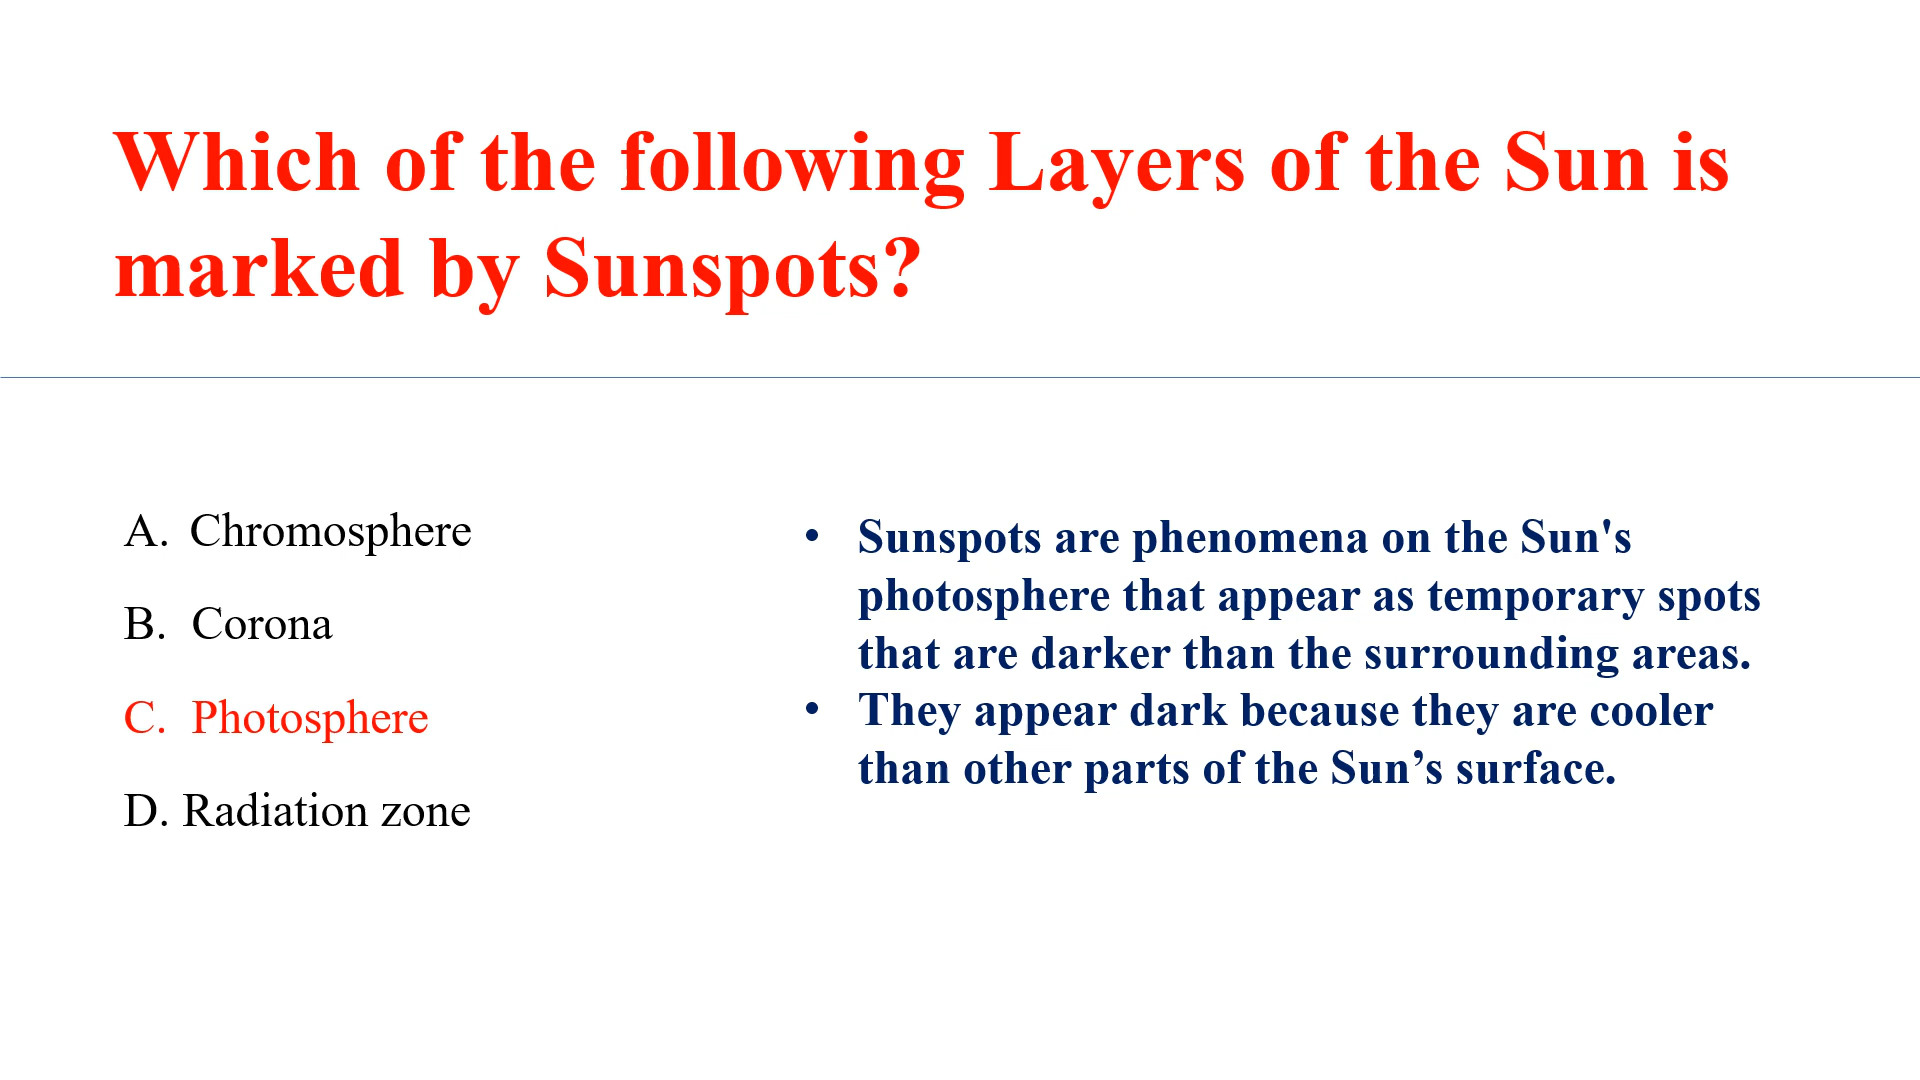 Which of the following Layers of the Sun is
marked by Sunspots?
A. Chromosphere
B. Corona
C. Photosphere
D. Radiation zone
• Sunspots are phenomena on the Sun's
photosphere that appear as temporary spots
that are darker than the surrounding areas.
• They appear dark because they are cooler
than other parts of the Sun’s surface.